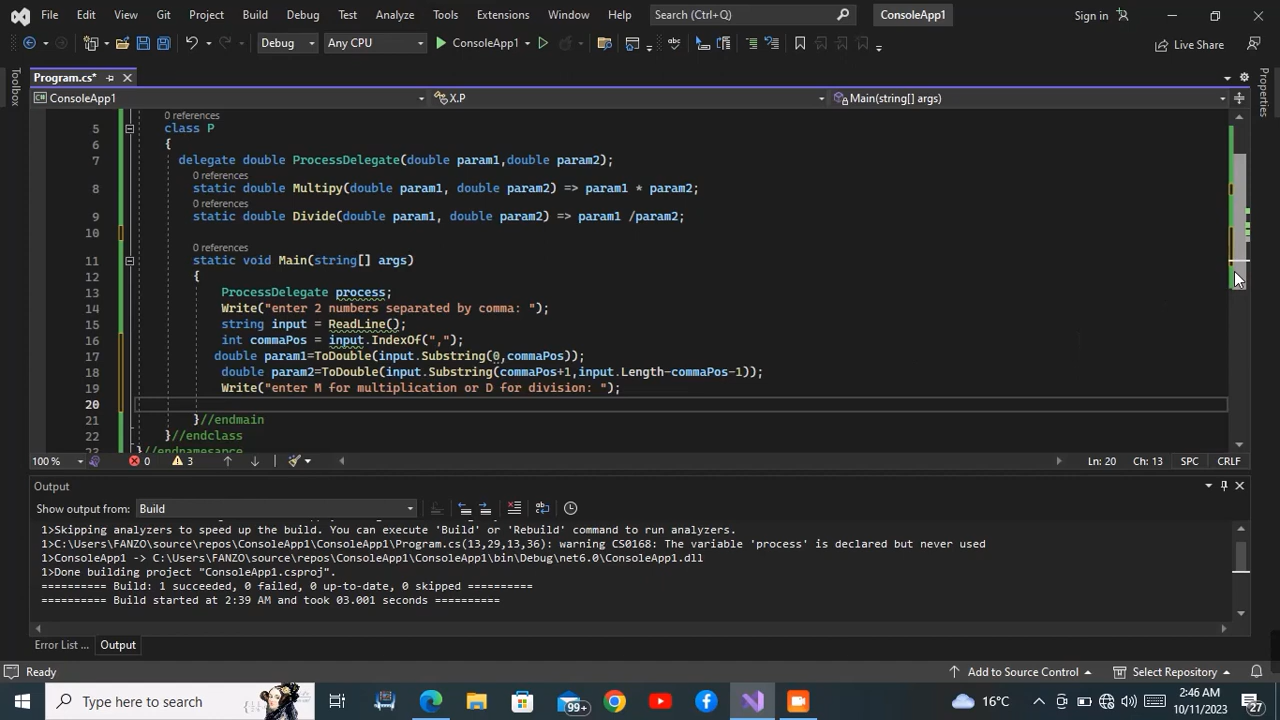 File Edit View Git Project Build Debug Test Analyze Tools Extensions Window Help Search (Ctrl+Q) ConsoleApp1 Sign in
Debug Any CPU ConsoleApp1 Live Share
Program.cs*
ConsoleApp1 X.P Main(string[] args)
0 references
5 class P
6 {
7 delegate double ProcessDelegate(double param1,double param2);
0 references
8 static double Multipy(double param1, double param2) => param1 * param2;
0 references
9 static double Divide(double param1, double param2) => param1 /param2;
10
0 references
11 static void Main(string[] args)
12 {
13 ProcessDelegate process;
14 Write("enter 2 numbers separated by comma: ");
15 string input = ReadLine();
16 int commaPos = input.IndexOf(",");
17 double param1=ToDouble(input.Substring(0,commaPos));
18 double param2=ToDouble(input.Substring(commaPos+1,input.Length-commaPos-1));
19 Write("enter M for multiplication or D for division: ");
20
21 }//endmain
22 }//endclass
23 }//endnamesapce
100 % 0 3 Ln: 20 Ch: 13 SPC CRLF
Output
Show output from: Build
1>Skipping analyzers to speed up the build. You can execute 'Build' or 'Rebuild' command to run analyzers.
1>C:\Users\FANZO\source\repos\ConsoleApp1\ConsoleApp1\Program.cs(13,29,13,36): warning CS0168: The variable 'process' is declared but never used
1>ConsoleApp1 -> C:\Users\FANZO\source\repos\ConsoleApp1\ConsoleApp1\bin\Debug\net6.0\ConsoleApp1.dll
1>Done building project "ConsoleApp1.csproj".
========== Build: 1 succeeded, 0 failed, 0 up-to-date, 0 skipped ==========
========== Build started at 2:39 AM and took 03.001 seconds ==========
Error List ... Output
Ready Add to Source Control Select Repository
Type here to search 99+ 16°C 2:46 AM
10/11/2023 27
Toolbox
Properties